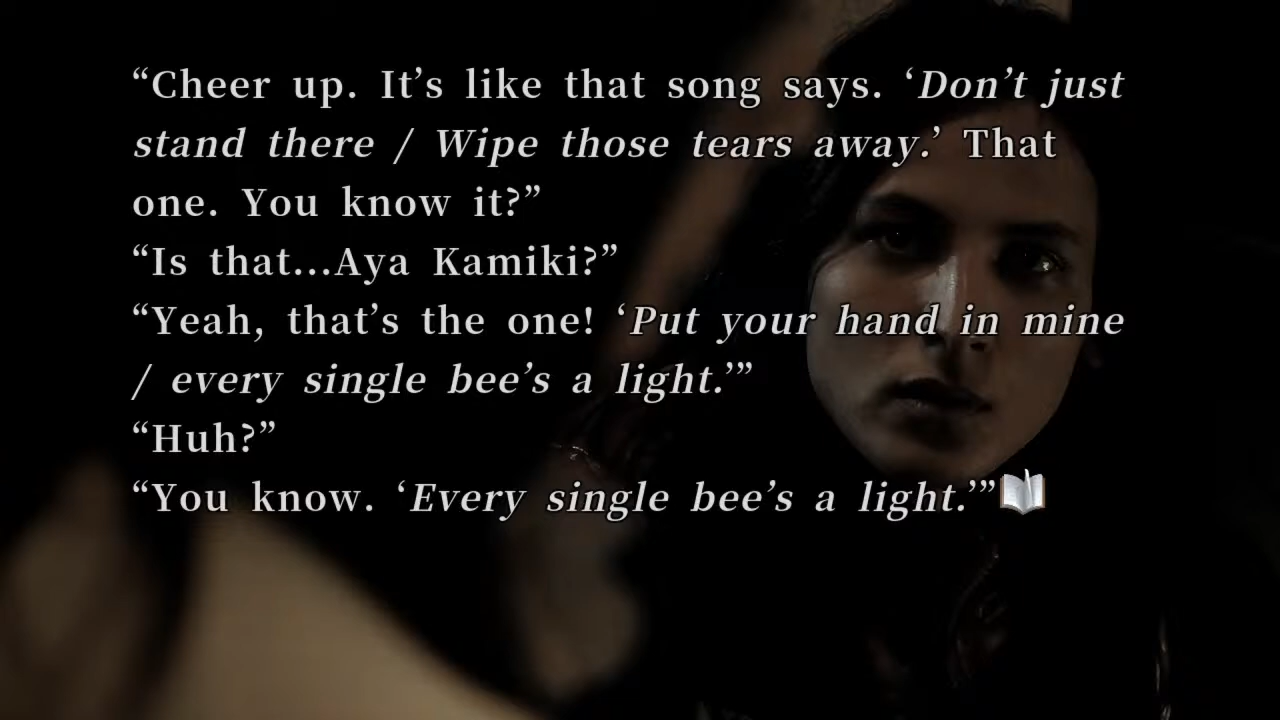 “Cheer up. It’s like that song says. ‘Don’t just
stand there / Wipe those tears away.’ That
one. You know it?”
“Is that...Aya Kamiki?”
“Yeah, that’s the one! ‘Put your hand in mine
/ every single bee’s a light.’”
“Huh?”
“You know. ‘Every single bee’s a light.’”